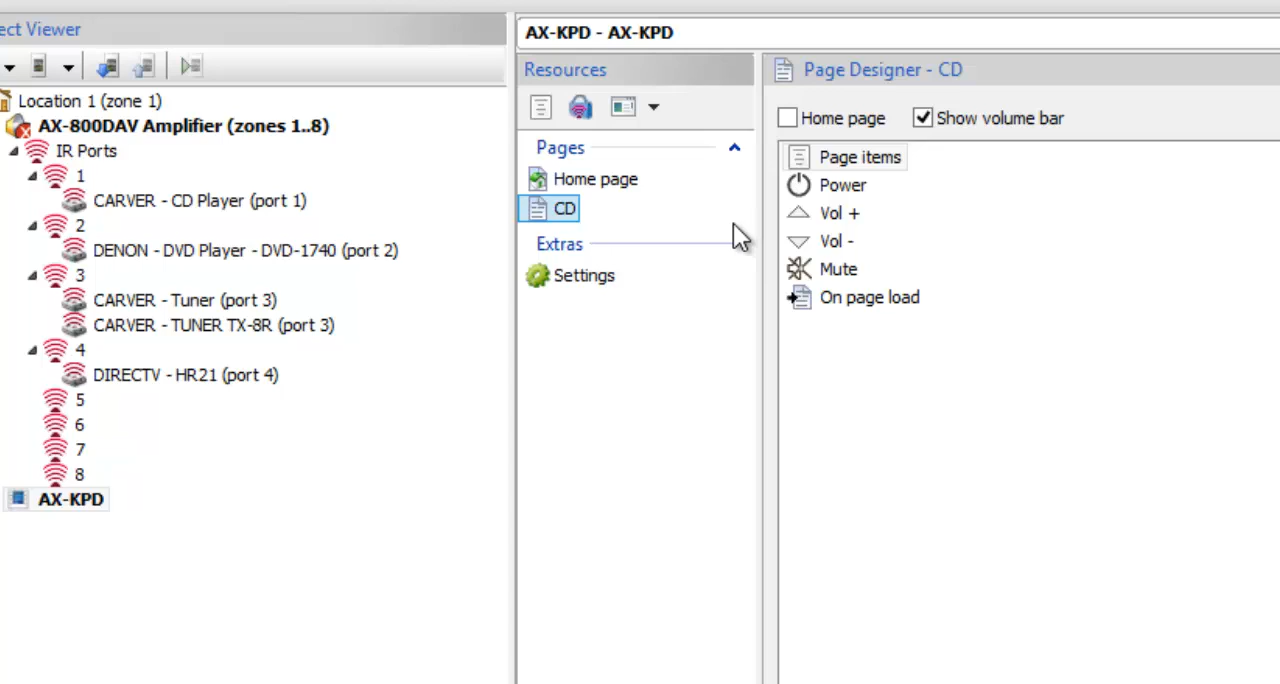 ect Viewer
Location 1 (zone 1)
AX-800DAV Amplifier (zones 1..8)
IR Ports
1
CARVER - CD Player (port 1)
2
DENON - DVD Player - DVD-1740 (port 2)
3
CARVER - Tuner (port 3)
CARVER - TUNER TX-8R (port 3)
4
DIRECTV - HR21 (port 4)
5
6
7
8
AX-KPD
AX-KPD - AX-KPD
Resources
Pages
Home page
CD
Extras
Settings
Page Designer - CD
Home page
Show volume bar
Page items
Power
Vol +
Vol -
Mute
On page load